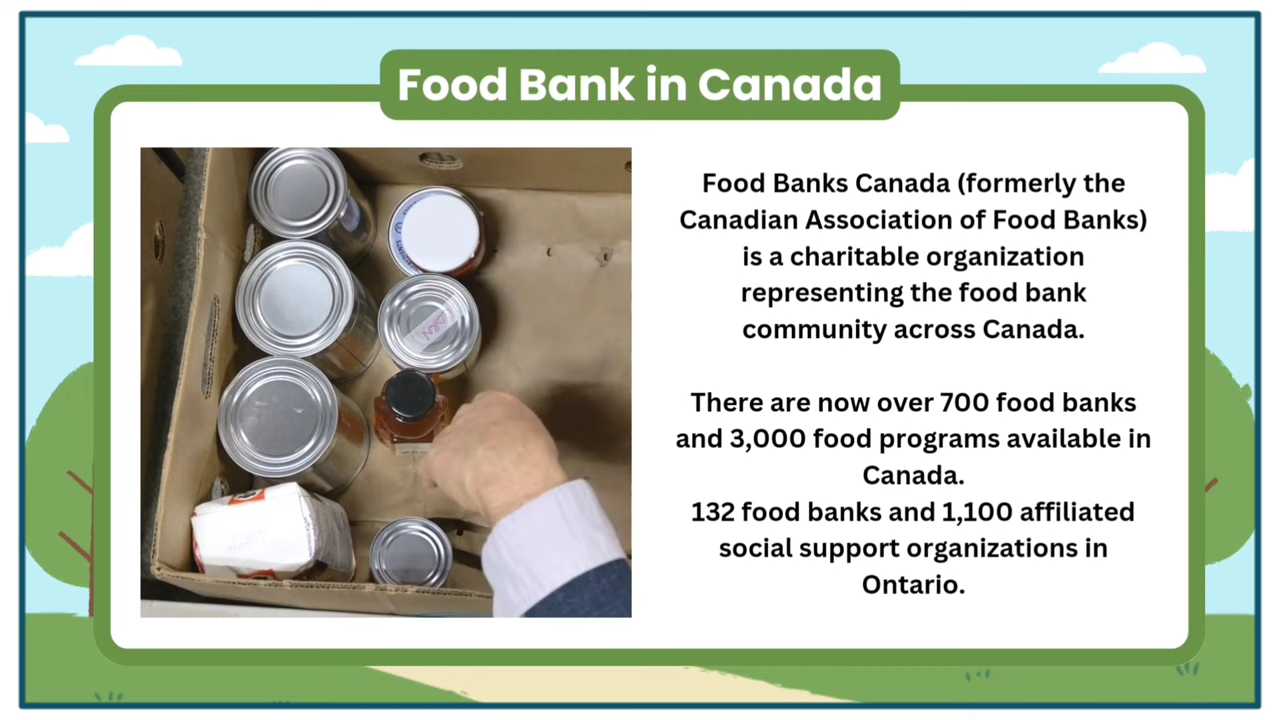 Food Bank in Canada
Food Banks Canada (formerly the
Canadian Association of Food Banks)
is a charitable organization
representing the food bank
community across Canada.
There are now over 700 food banks
and 3,000 food programs available in
Canada.
132 food banks and 1,100 affiliated
social support organizations in
Ontario.